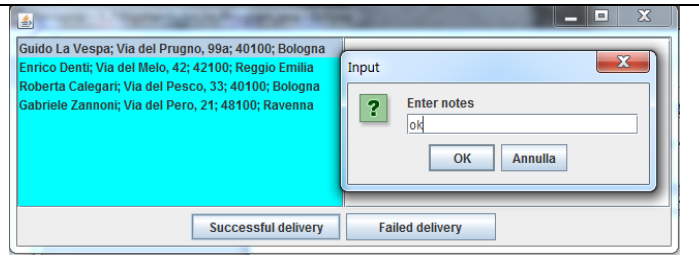 Guido La Vespa; Via del Prugno, 99a; 40100; Bologna
Enrico Denti; Via del Melo, 42; 42100; Reggio Emilia
Roberta Calegari; Via del Pesco, 33; 40100; Bologna
Gabriele Zannoni; Via del Pero, 21; 48100; Ravenna
Input
Enter notes
ok
OK Annulla
Successful delivery Failed delivery